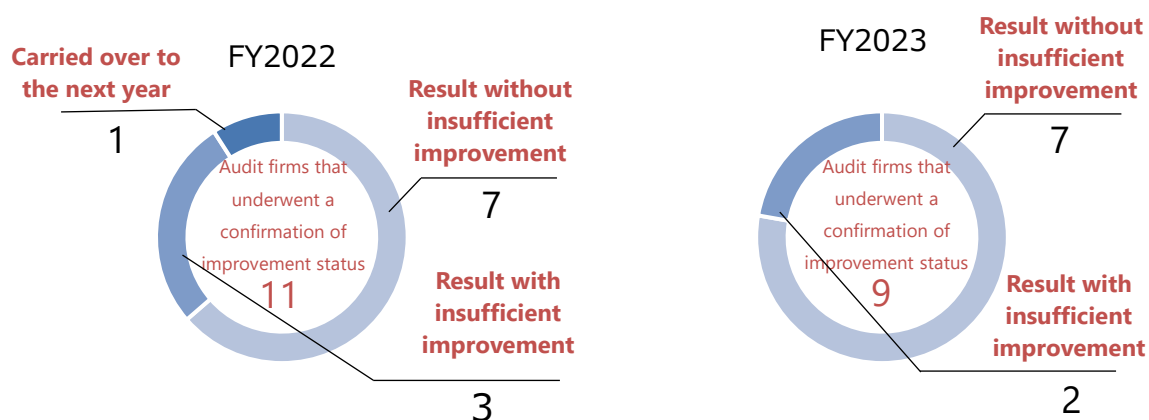 FY2022
Carried over to
the next year
1
Result without
insufficient
improvement
7
Audit firms that
underwent a
confirmation of
improvement status
11
Result with
insufficient
improvement
3
FY2023
Result without
insufficient
improvement
7
Audit firms that
underwent a
confirmation of
improvement status
9
Result with
insufficient
improvement
2